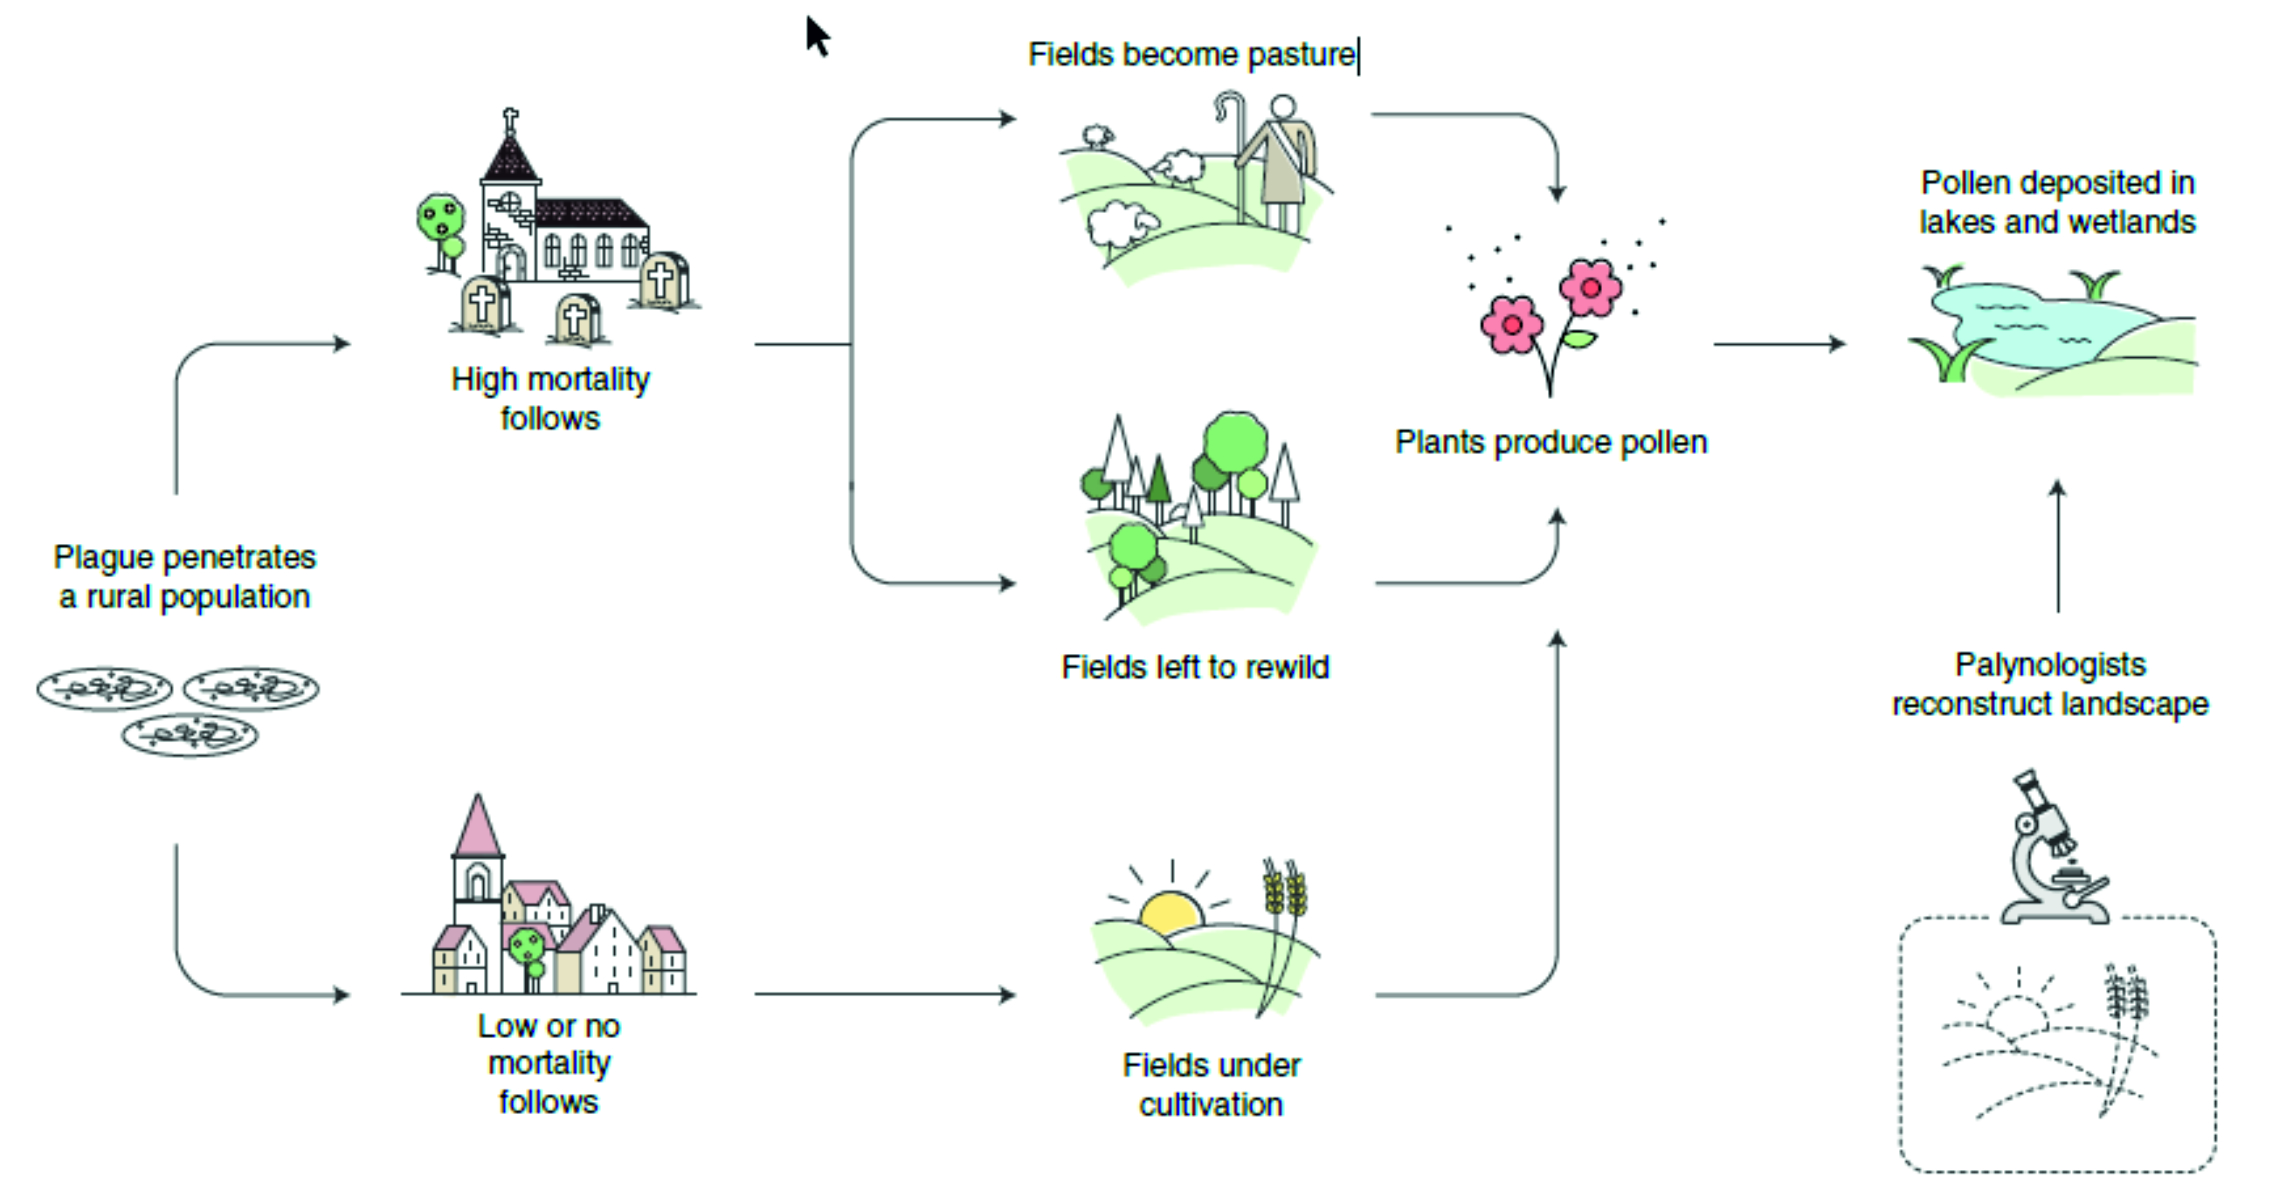 Fields become pasture
Pollen deposited in
lakes and wetlands
High mortality
follows
Plants produce pollen
Plague penetrates
a rural population
Fields left to rewild
Palynologists
reconstruct landscape
Low or no
mortality
follows
Fields under
cultivation